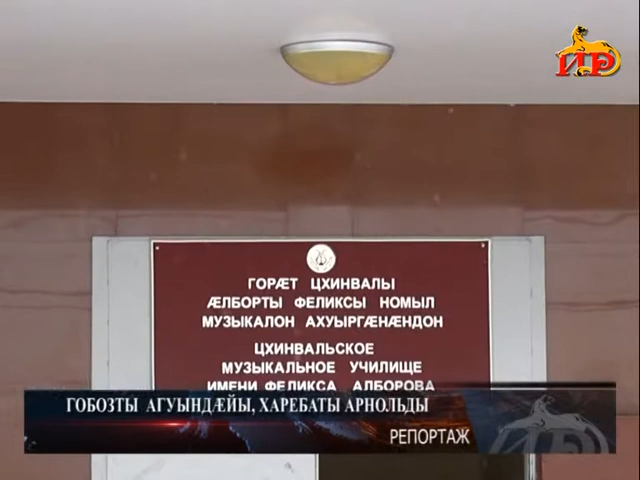 ИР
ГОРÆТ ЦХИНВАЛЫ
ÆЛБОРТЫ ФЕЛИКСЫ НОМЫЛ
МУЗЫКАЛОН АХУЫРГÆНÆНДОН
ЦХИНВАЛЬСКОЕ
МУЗЫКАЛЬНОЕ УЧИЛИЩЕ
ИМЕНИ ФЕЛИКСА АЛБОРОВА
ГОБОЗТЫ АГУЫНДÆЙЫ, ХАРЕБАТЫ АРНОЛЬДЫ
РЕПОРТАЖ
ИР